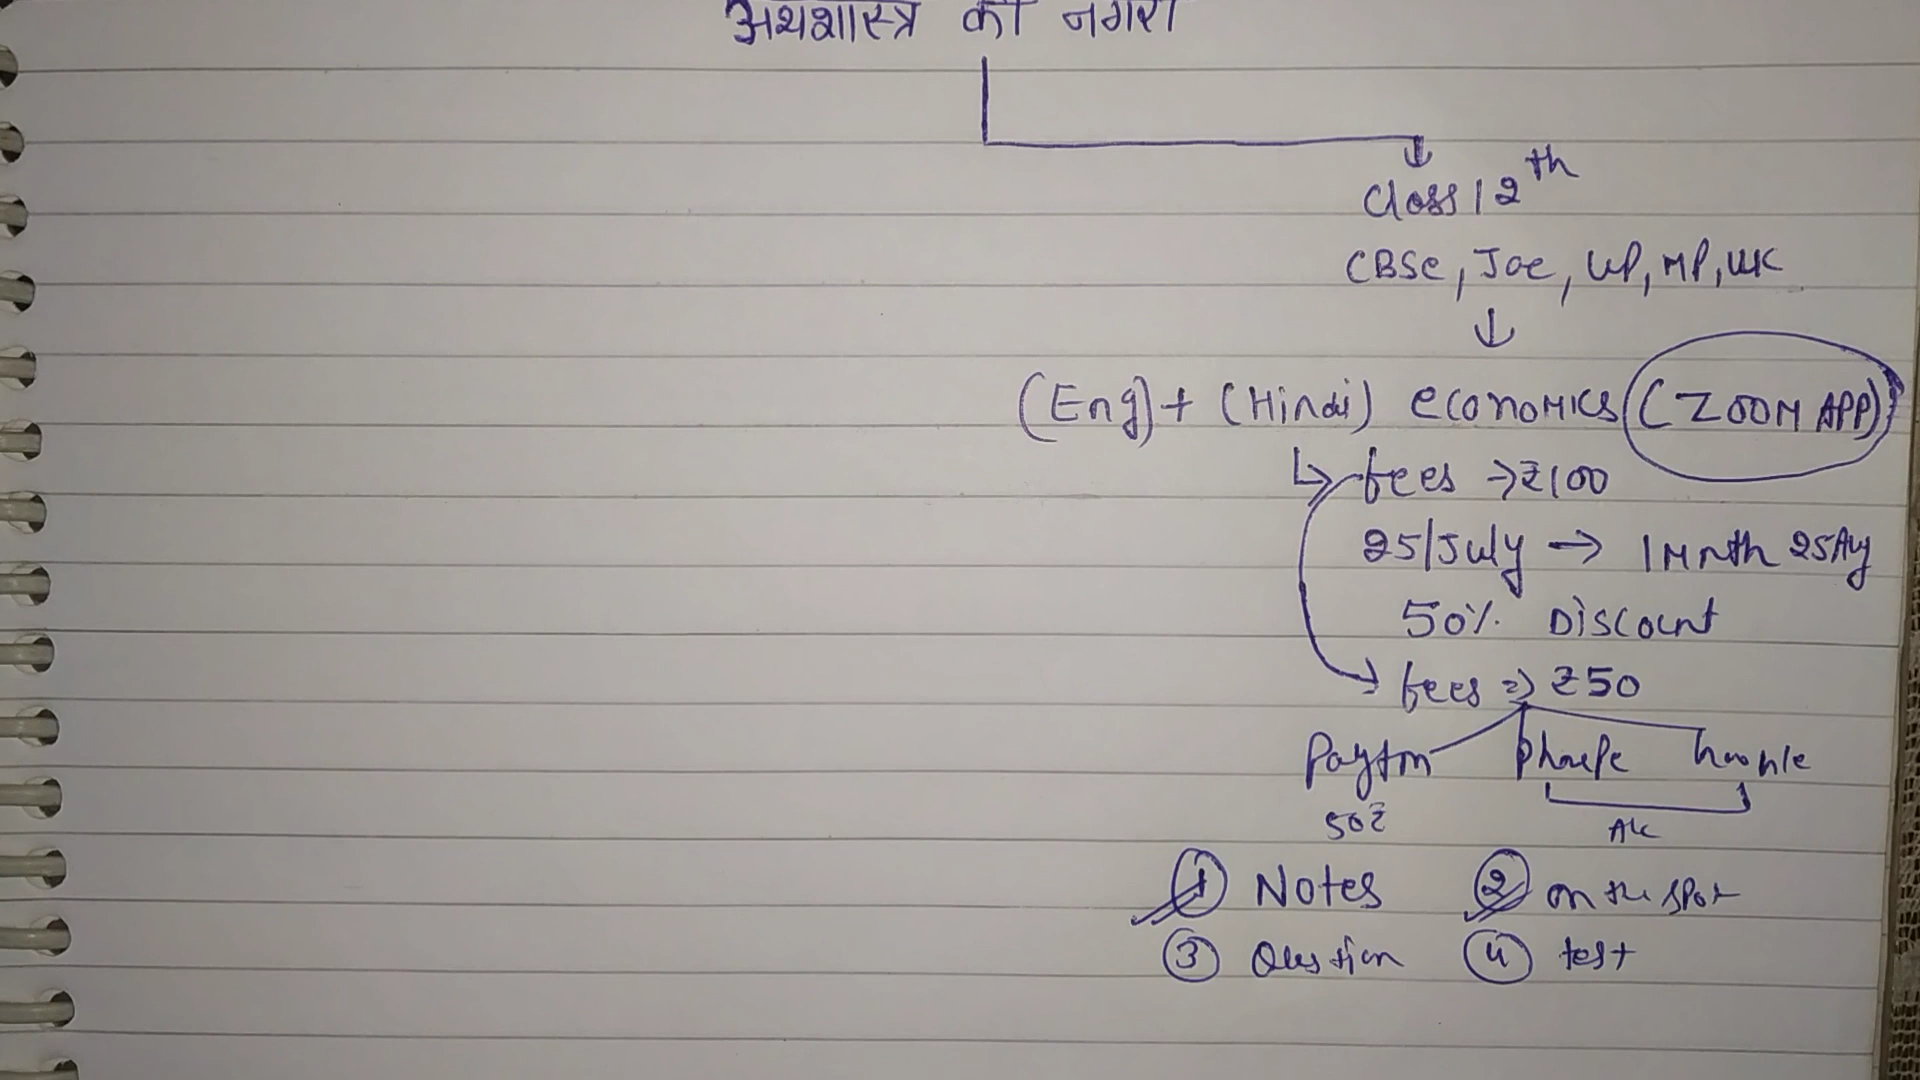 अर्थशास्त्र की नगरी
Class 12th
CBSE, Jac, UP, MP, UK
(Eng) + (Hindi) economics (ZOOM APP)
fees → ₹100
25/July → 1 Month 25 Aug
50% Discount
fees ⇒ ₹50
Paytm PhonePe
50₹
① Notes ② on the spot
③ Question ④ test